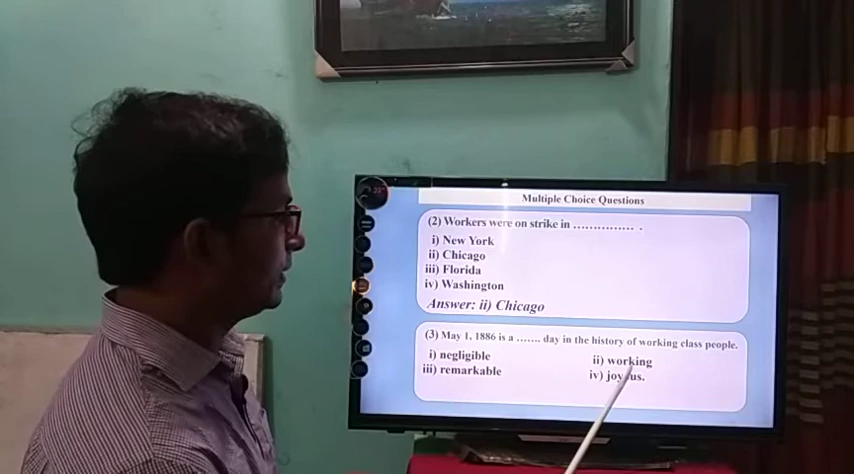 Multiple Choice Questions
(2) Workers were on strike in ............... .
i) New York
ii) Chicago
iii) Florida
iv) Washington
Answer: ii) Chicago
(3) May 1, 1886 is a ....... day in the history of working class people.
i) negligible ii) working
iii) remarkable iv) joyous.